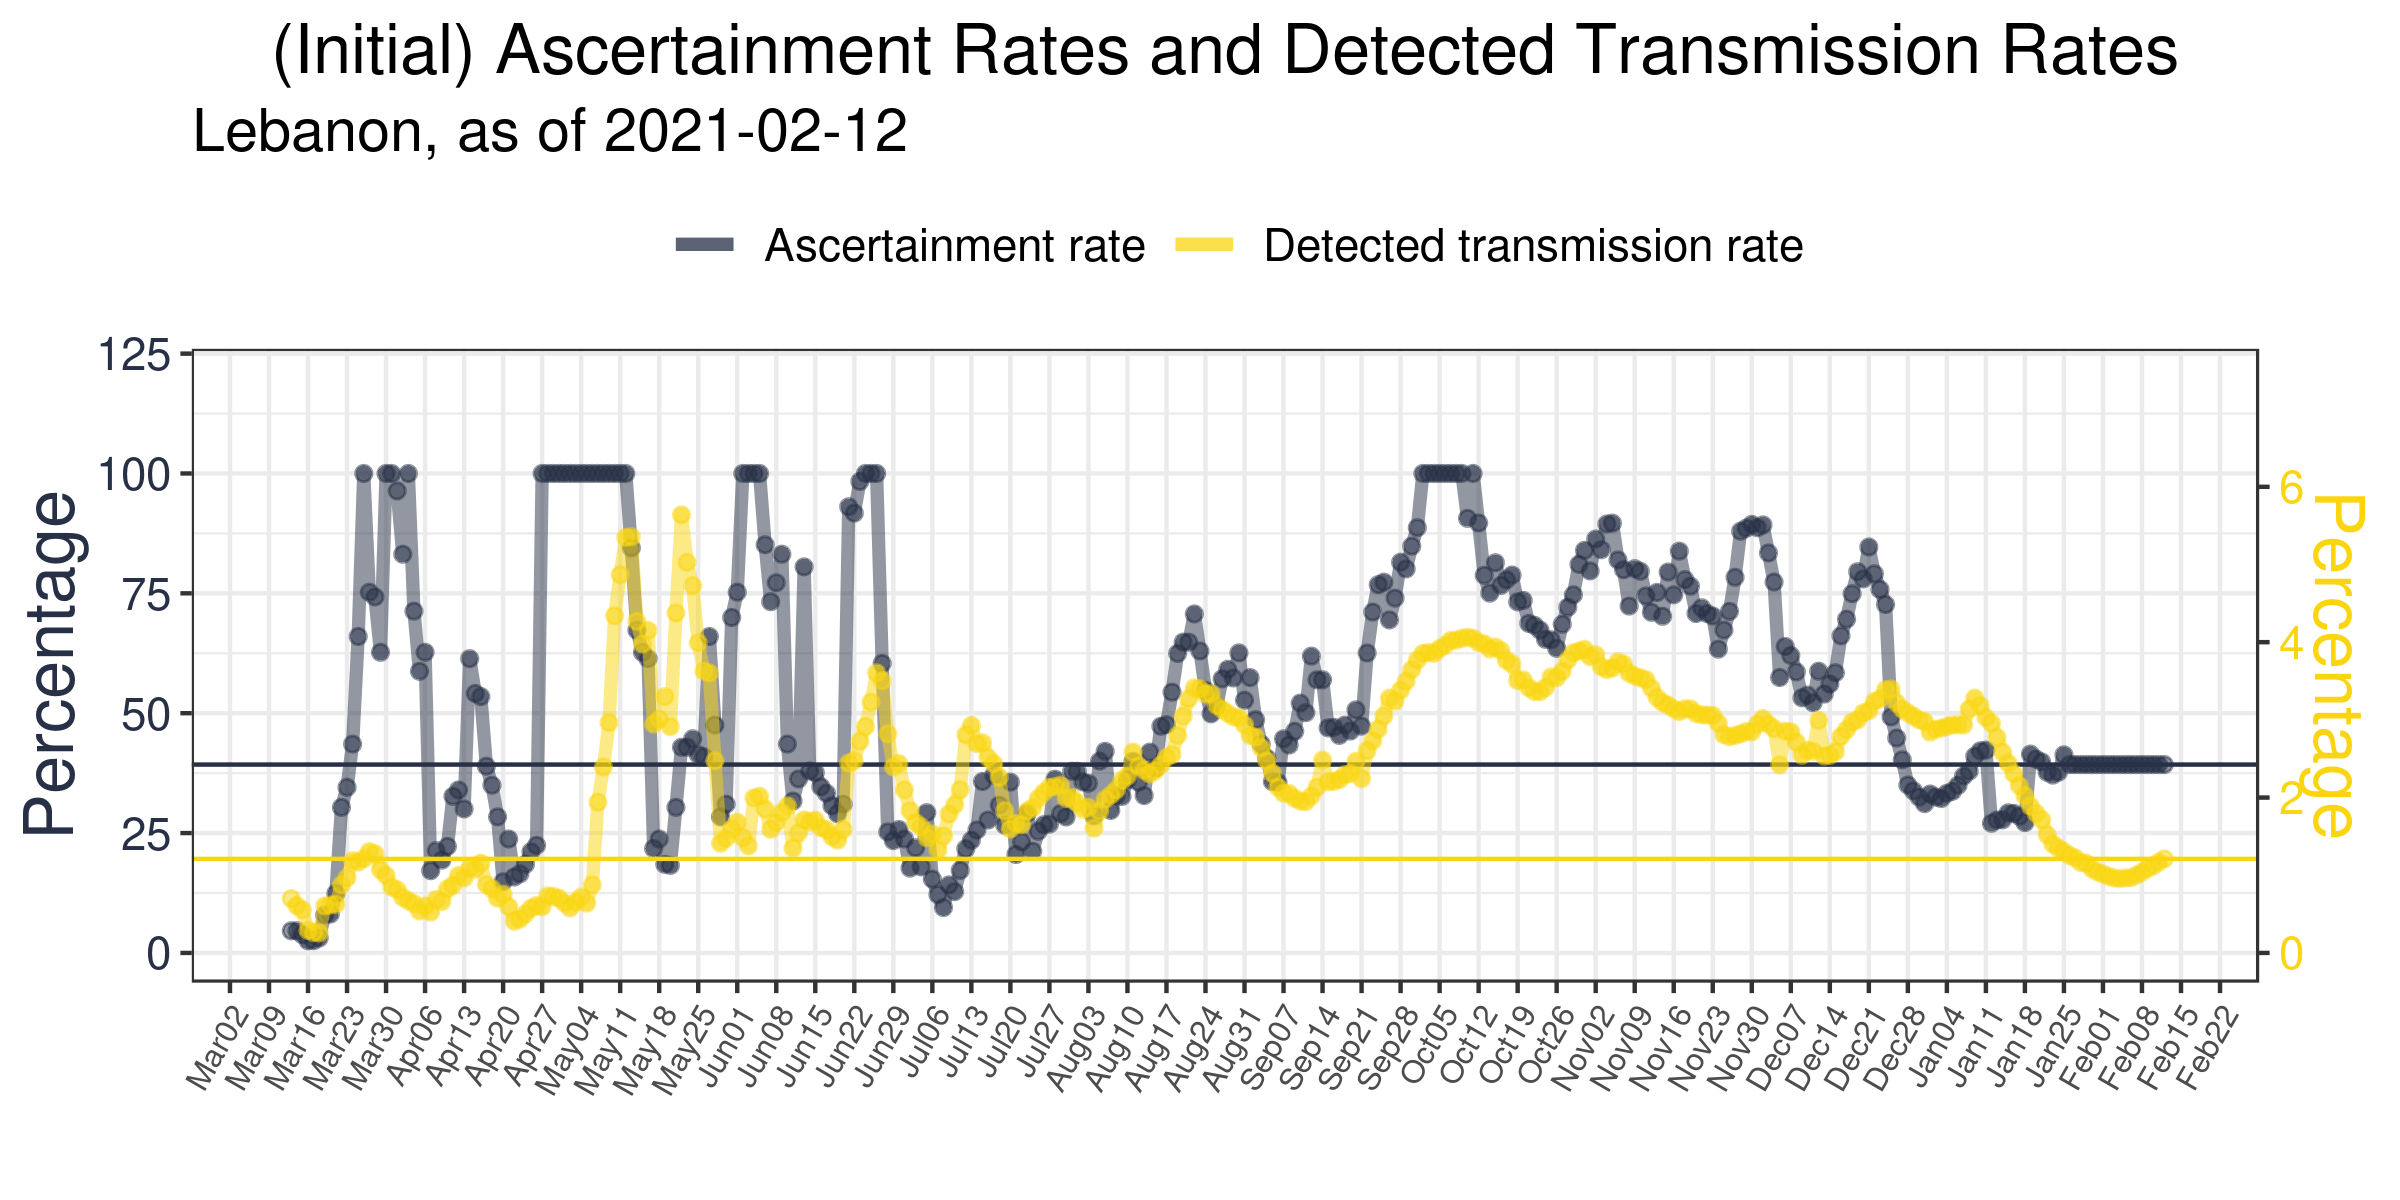 (Initial) Ascertainment Rates and Detected Transmission Rates
Lebanon, as of 2021-02-12
Ascertainment rate
Detected transmission rate
125
100
75
50
25
0
Percentage
6
4
2
0
Percentage
Mar02
Mar09
Mar16
Mar23
Mar30
Apr06
Apr13
Apr20
Apr27
May04
May11
May18
May25
Jun01
Jun08
Jun15
Jun22
Jun29
Jul06
Jul13
Jul20
Jul27
Aug03
Aug10
Aug17
Aug24
Aug31
Sep07
Sep14
Sep21
Sep28
Oct05
Oct12
Oct19
Oct26
Nov02
Nov09
Nov16
Nov23
Nov30
Dec07
Dec14
Dec21
Dec28
Jan04
Jan11
Jan18
Jan25
Feb01
Feb08
Feb15
Feb22